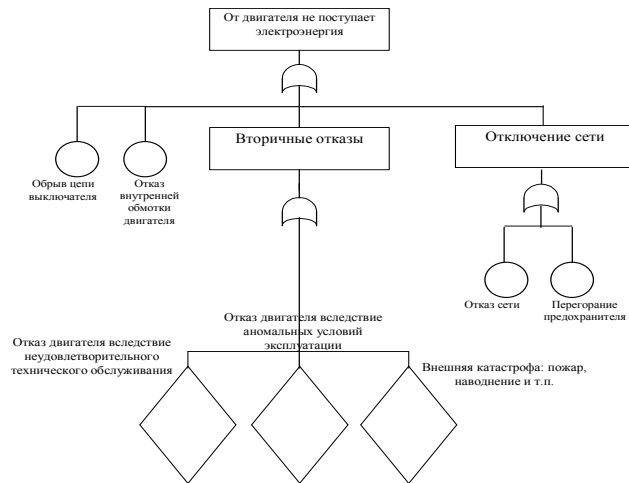 От двигателя не поступает
электроэнергия
Вторичные отказы
Отключение сети
Обрыв цепи
выключателя
Отказ
внутренней
обмотки
двигателя
Отказ сети
Перегорание
предохранителя
Отказ двигателя вследствие
аномальных условий
эксплуатации
Отказ двигателя вследствие
неудовлетворительного
технического обслуживания
Внешняя катастрофа: пожар,
наводнение и т.п.